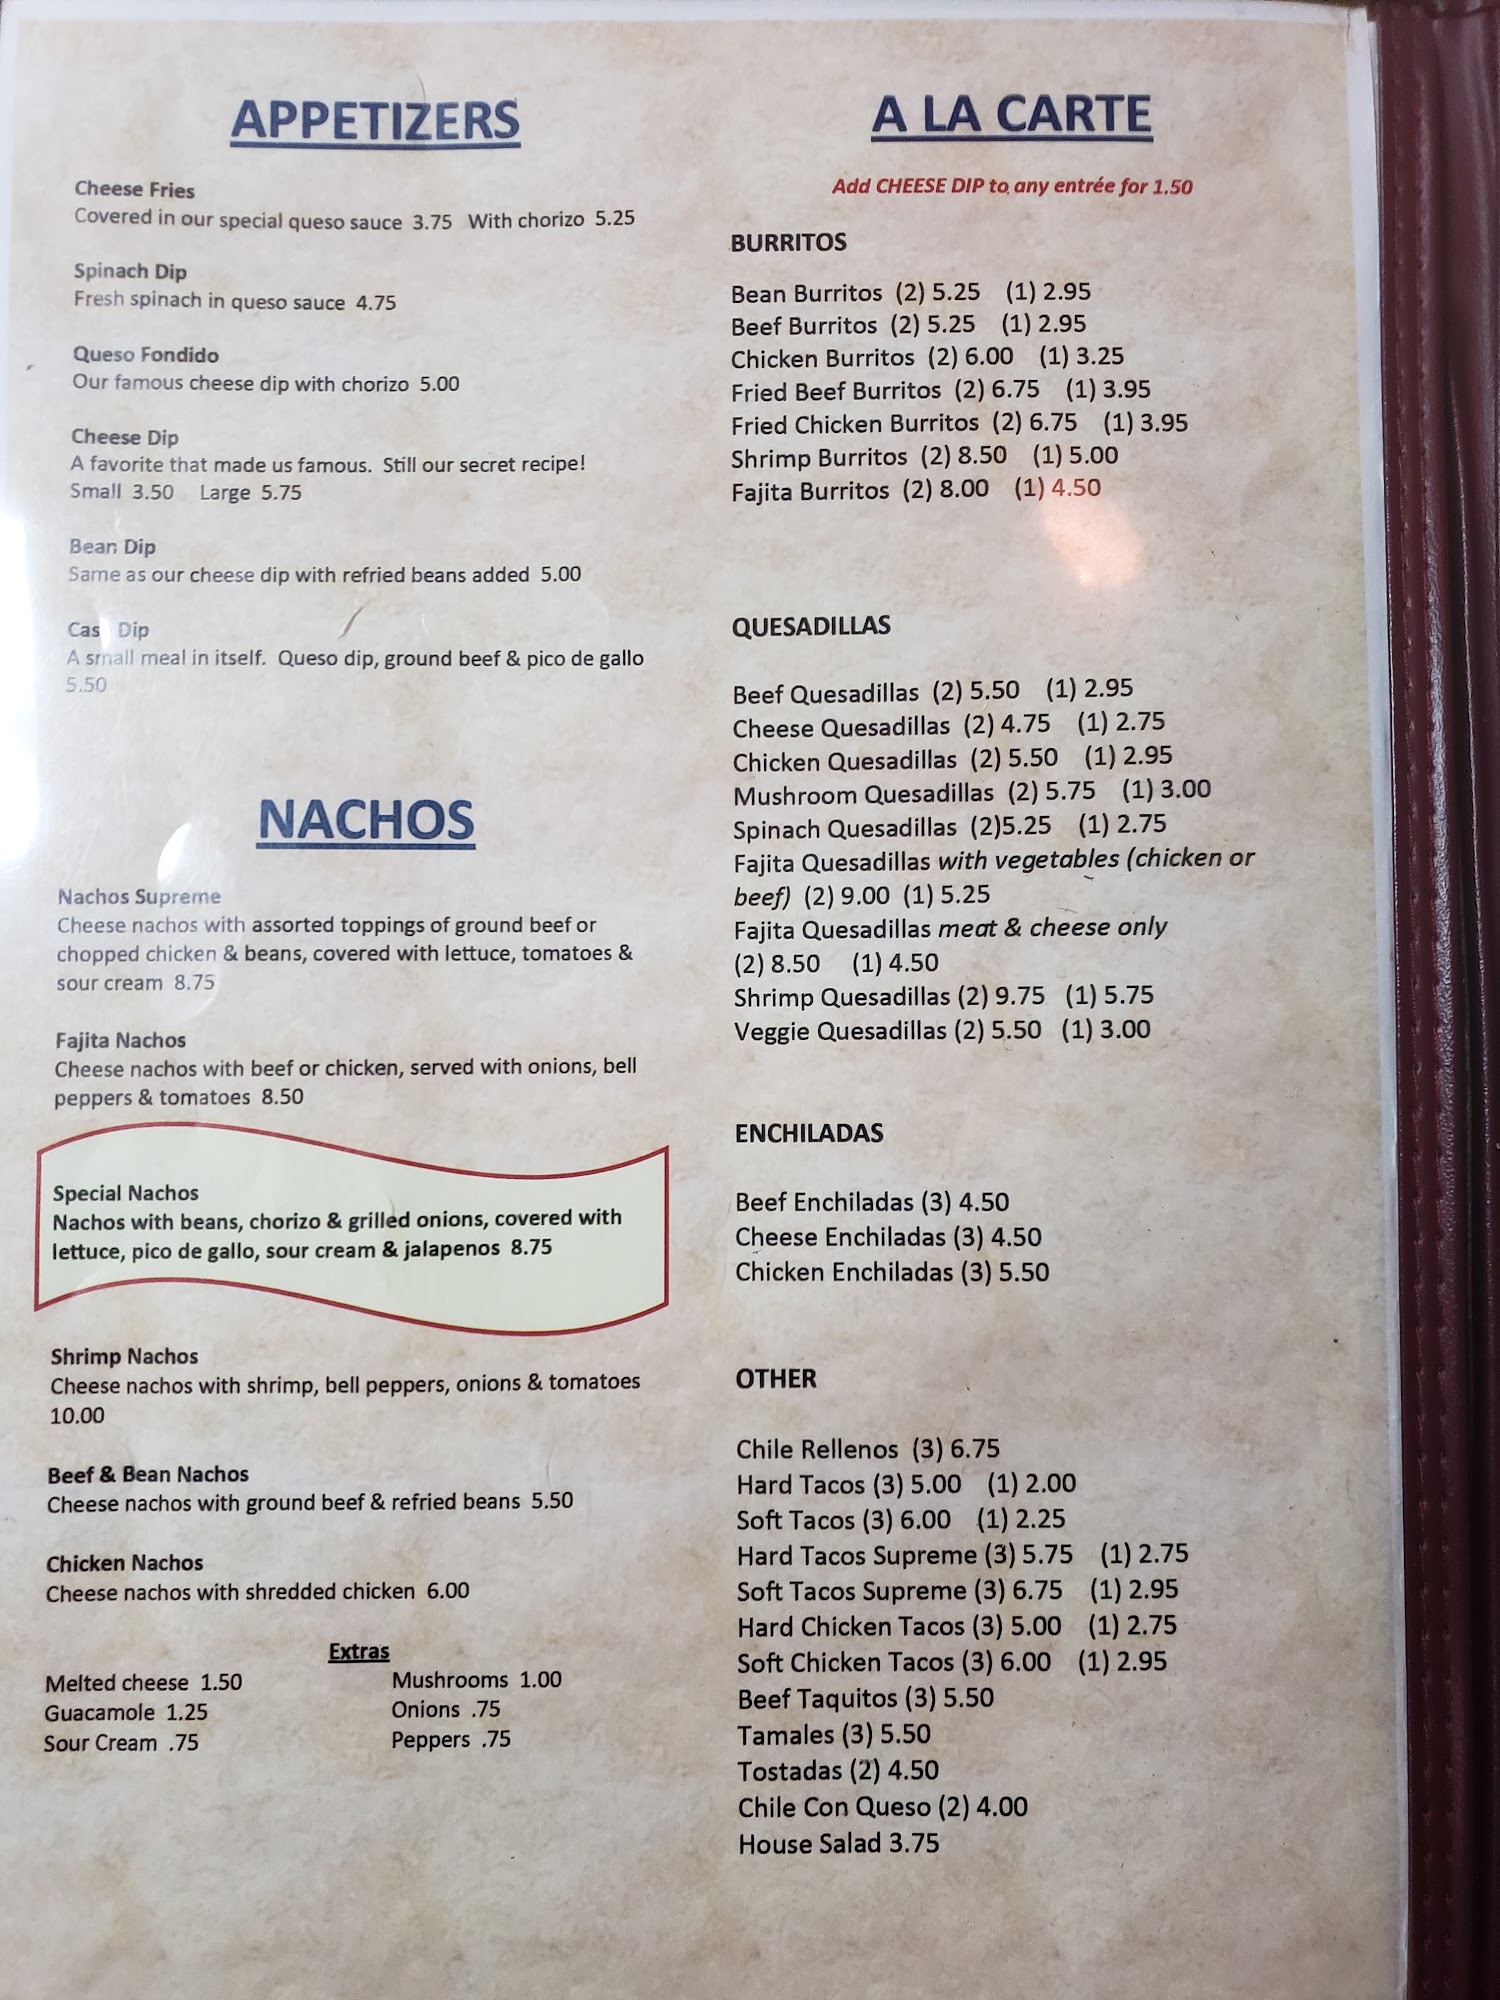 APPETIZERS
Cheese Fries
Covered in our special queso sauce 3.75 With chorizo 5.25
Spinach Dip
Fresh spinach in queso sauce 4.75
Queso Fondido
Our famous cheese dip with chorizo 5.00
Cheese Dip
A favorite that made us famous. Still our secret recipe!
Small 3.50 Large 5.75
Bean Dip
Same as our cheese dip with refried beans added 5.00
Dip
A small meal in itself. Queso dip, ground beef & pico de gallo
5.50
NACHOS
Nachos Supreme
Cheese nachos with assorted toppings of ground beef or
chopped chicken & beans, covered with lettuce, tomatoes &
sour cream 8.75
Fajita Nachos
Cheese nachos with beef or chicken, served with onions, bell
peppers & tomatoes 8.50
Special Nachos
Nachos with beans, chorizo & grilled onions, covered with
lettuce, pico de gallo, sour cream & jalapenos 8.75
Shrimp Nachos
Cheese nachos with shrimp, bell peppers, onions & tomatoes
10.00
Beef & Bean Nachos
Cheese nachos with ground beef & refried beans 5.50
Chicken Nachos
Cheese nachos with shredded chicken 6.00
Extras
Melted cheese 1.50
Guacamole 1.25
Sour Cream .75
Mushrooms 1.00
Onions .75
Peppers .75
A LA CARTE
Add CHEESE DIP to any entrée for 1.50
BURRITOS
Bean Burritos (2) 5.25 (1) 2.95
Beef Burritos (2) 5.25 (1) 2.95
Chicken Burritos (2) 6.00 (1) 3.25
Fried Beef Burritos (2) 6.75 (1) 3.95
Fried Chicken Burritos (2) 6.75 (1) 3.95
Shrimp Burritos (2) 8.50 (1) 5.00
Fajita Burritos (2) 8.00 (1) 4.50
QUESADILLAS
Beef Quesadillas (2) 5.50 (1) 2.95
Cheese Quesadillas (2) 4.75 (1) 2.75
Chicken Quesadillas (2) 5.50 (1) 2.95
Mushroom Quesadillas (2) 5.75 (1) 3.00
Spinach Quesadillas (2)5.25 (1) 2.75
Fajita Quesadillas with vegetables (chicken or
beef) (2) 9.00 (1) 5.25
Fajita Quesadillas meat & cheese only
(2) 8.50 (1) 4.50
Shrimp Quesadillas (2) 9.75 (1) 5.75
Veggie Quesadillas (2) 5.50 (1) 3.00
ENCHILADAS
Beef Enchiladas (3) 4.50
Cheese Enchiladas (3) 4.50
Chicken Enchiladas (3) 5.50
OTHER
Chile Rellenos (3) 6.75
Hard Tacos (3) 5.00 (1) 2.00
Soft Tacos (3) 6.00 (1) 2.25
Hard Tacos Supreme (3) 5.75 (1) 2.75
Soft Tacos Supreme (3) 6.75 (1) 2.95
Hard Chicken Tacos (3) 5.00 (1) 2.75
Soft Chicken Tacos (3) 6.00 (1) 2.95
Beef Taquitos (3) 5.50
Tamales (3) 5.50
Tostadas (2) 4.50
Chile Con Queso (2) 4.00
House Salad 3.75